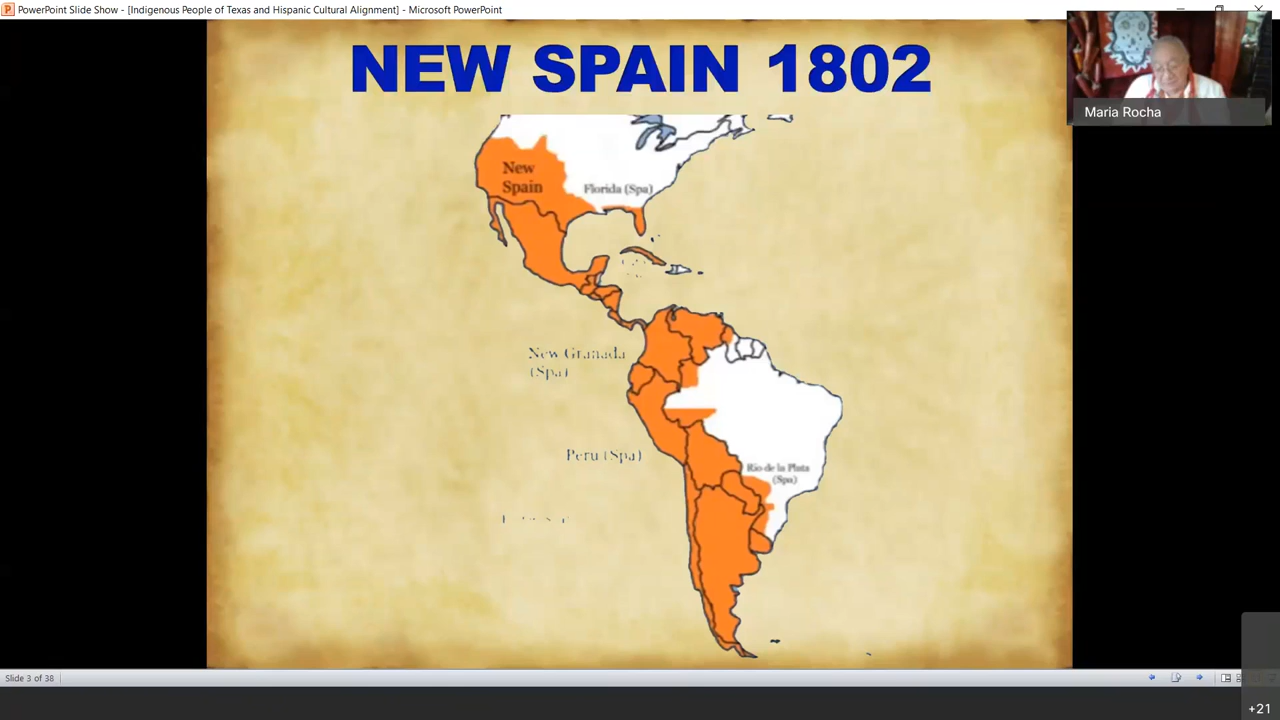 PowerPoint Slide Show - [Indigenous People of Texas and Hispanic Cultural Alignment] - Microsoft PowerPoint
NEW SPAIN 1802
Maria Rocha
New
Spain
Florida (Spa)
New Granada
(Spa)
Peru (Spa)
Rio de la Plata
(Spa)
Slide 3 of 38
+21